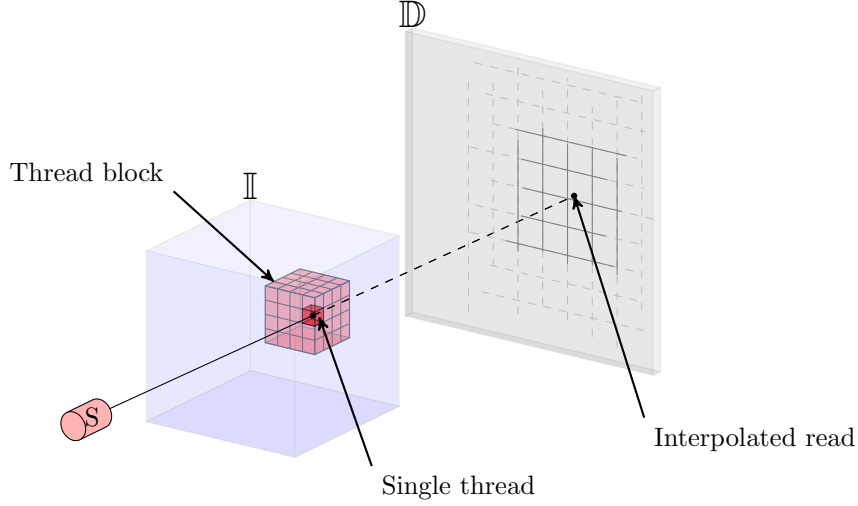 𝔻
Thread block
𝕀
S
Interpolated read
Single thread